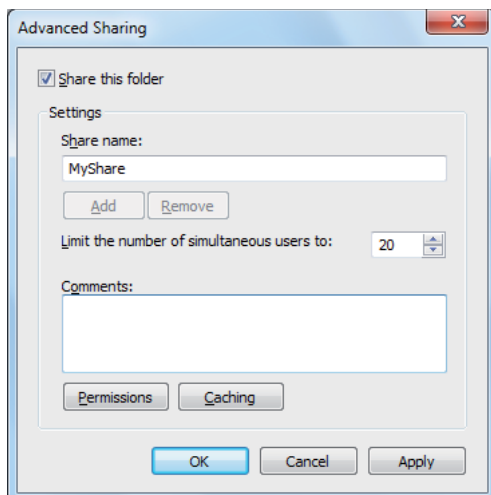 Advanced Sharing
Share this folder
Settings
Share name:
MyShare
Add Remove
Limit the number of simultaneous users to: 20
Comments:
Permissions Caching
OK Cancel Apply